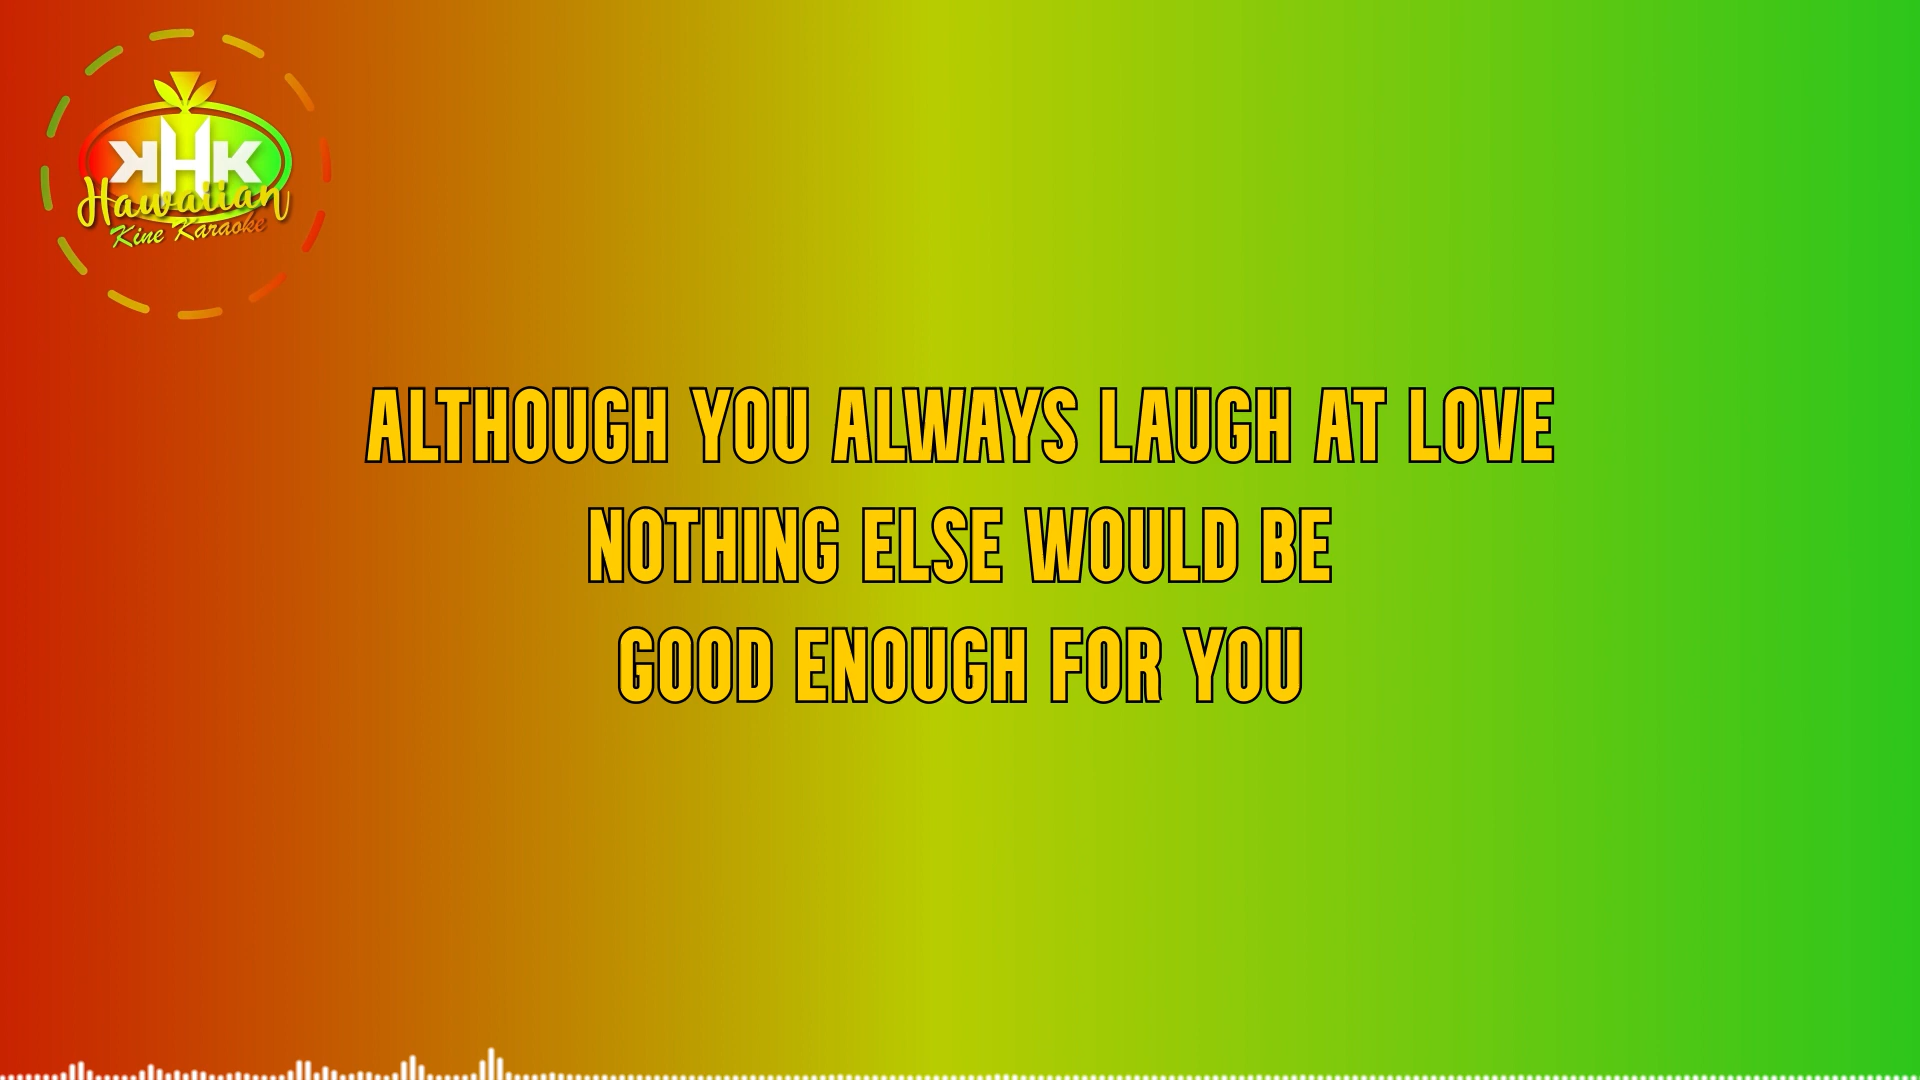 KHK
Hawaiian
Kine Karaoke
ALTHOUGH YOU ALWAYS LAUGH AT LOVE
NOTHING ELSE WOULD BE
GOOD ENOUGH FOR YOU